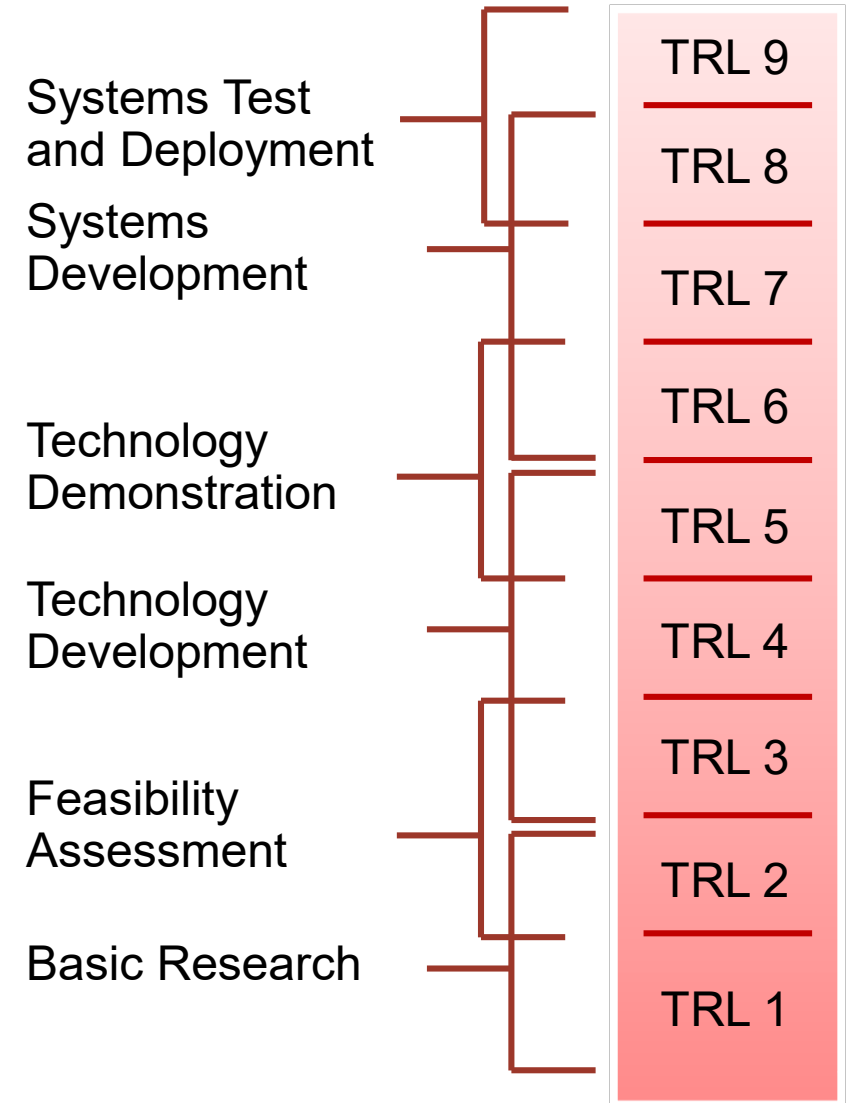 Systems Test
and Deployment
Systems
Development
Technology
Demonstration
Technology
Development
Feasibility
Assessment
Basic Research
TRL 9
TRL 8
TRL 7
TRL 6
TRL 5
TRL 4
TRL 3
TRL 2
TRL 1